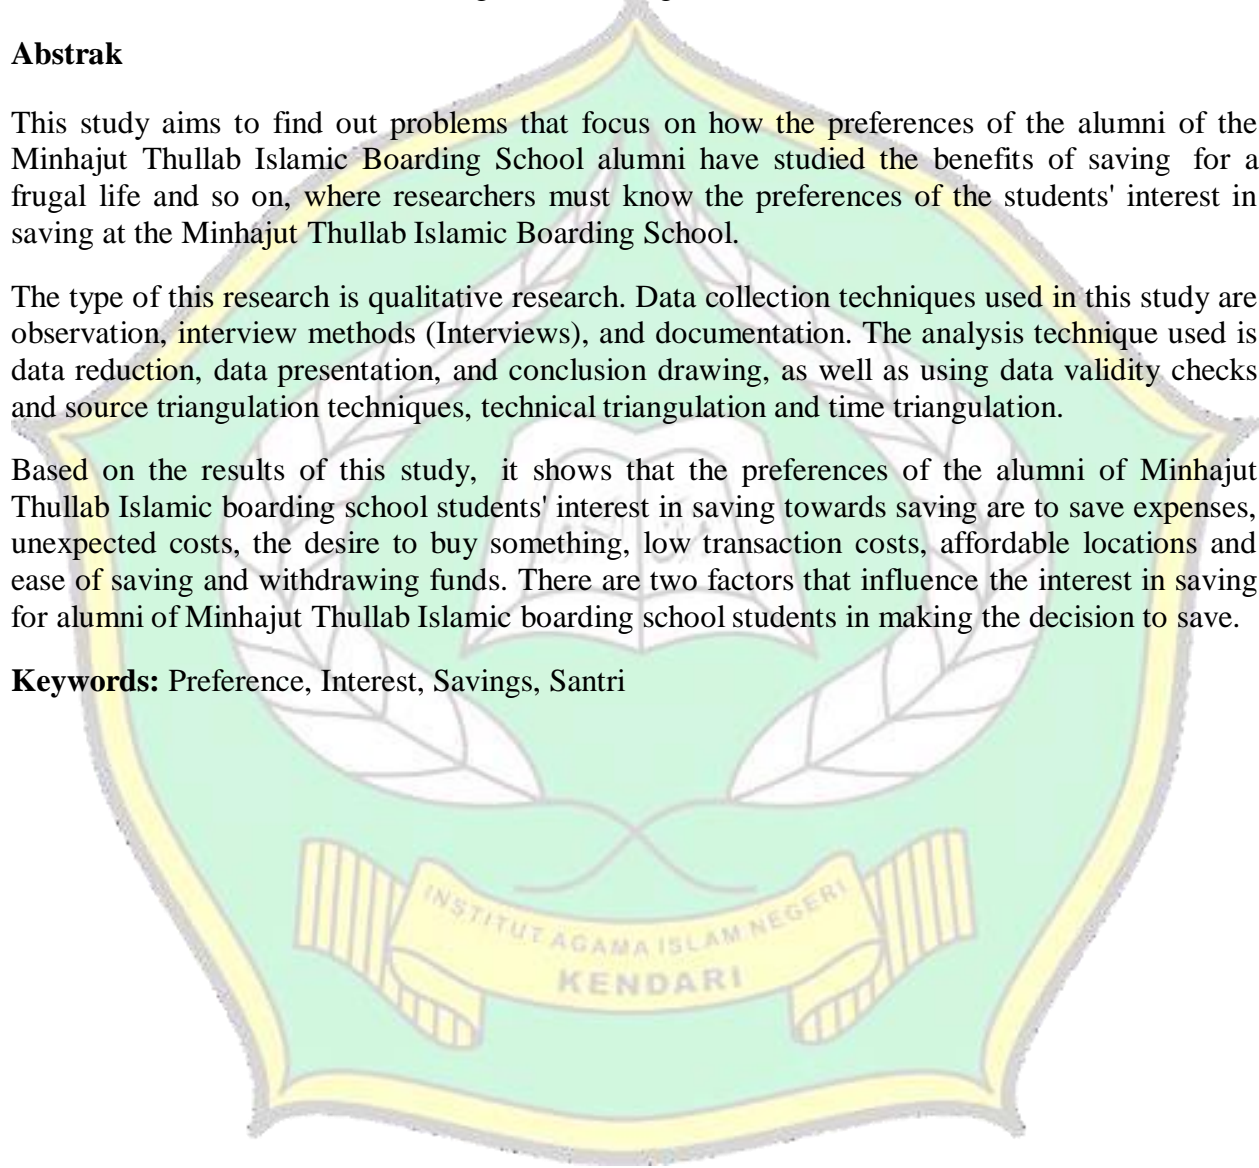 Abstrak
This study aims to find out problems that focus on how the preferences of the alumni of the
Minhajut Thullab Islamic Boarding School alumni have studied the benefits of saving for a
frugal life and so on, where researchers must know the preferences of the students' interest in
saving at the Minhajut Thullab Islamic Boarding School.
The type of this research is qualitative research. Data collection techniques used in this study are
observation, interview methods (Interviews), and documentation. The analysis technique used is
data reduction, data presentation, and conclusion drawing, as well as using data validity checks
and source triangulation techniques, technical triangulation and time triangulation.
Based on the results of this study, it shows that the preferences of the alumni of Minhajut
Thullab Islamic boarding school students' interest in saving towards saving are to save expenses,
unexpected costs, the desire to buy something, low transaction costs, affordable locations and
ease of saving and withdrawing funds. There are two factors that influence the interest in saving
for alumni of Minhajut Thullab Islamic boarding school students in making the decision to save.
Keywords: Preference, Interest, Savings, Santri
INSTITUT AGAMA ISLAM NEGERI
KENDARI